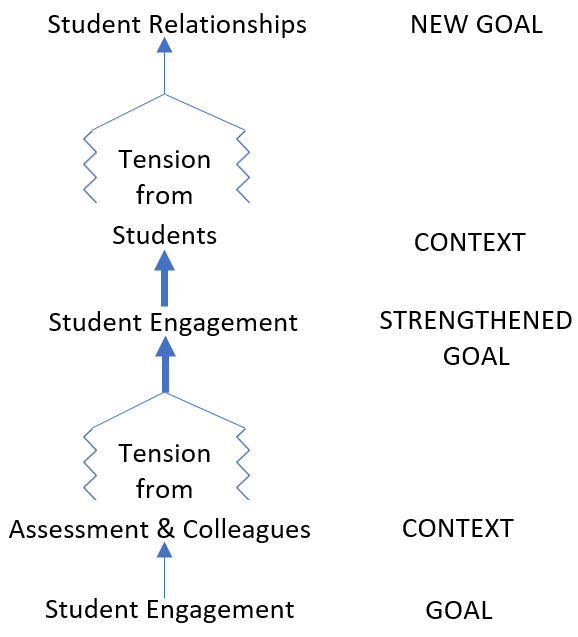 Student Relationships NEW GOAL
Tension
from
Students CONTEXT
Student Engagement STRENGTHENED
GOAL
Tension
from
Assessment & Colleagues CONTEXT
Student Engagement GOAL